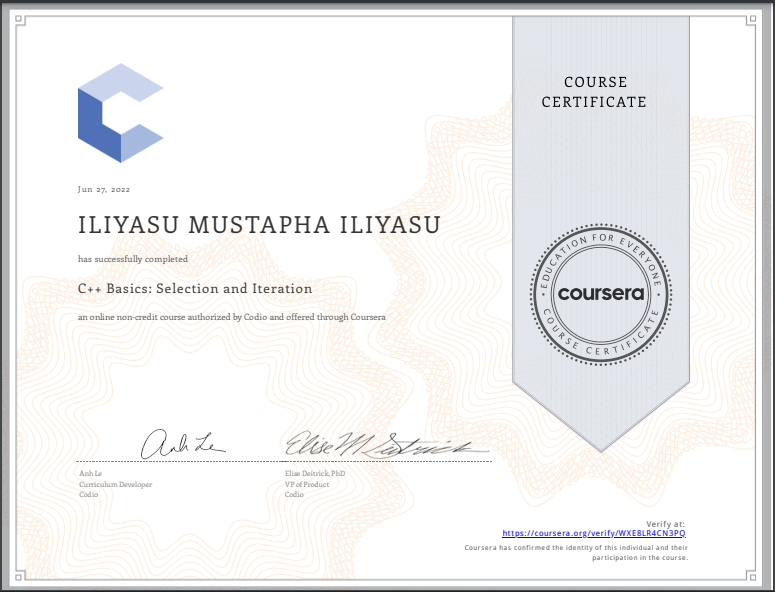 COURSE
CERTIFICATE
Jun 27, 2022
ILIYASU MUSTAPHA ILIYASU
has successfully completed
C++ Basics: Selection and Iteration
an online non-credit course authorized by Codio and offered through Coursera
EDUCATION FOR EVERYONE
coursera
COURSE CERTIFICATE
Anh Le
Elise M Deitrick
Anh Le
Curriculum Developer
Codio
Elise Deitrick, PhD
VP of Product
Codio
Verify at:
https://coursera.org/verify/WXE8LR4CN3PQ
Coursera has confirmed the identity of this individual and their
participation in the course.